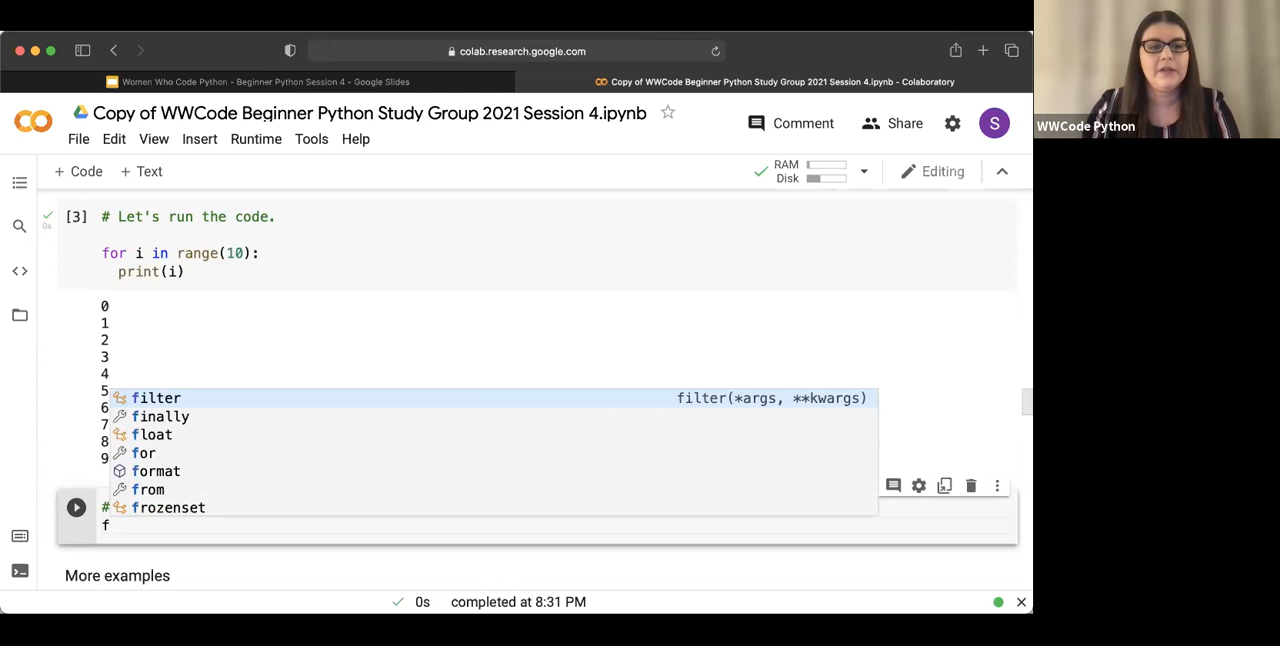 colab.research.google.com
Women Who Code Python - Beginner Python Session 4 - Google Slides
Copy of WWCode Beginner Python Study Group 2021 Session 4.ipynb - Colaboratory
Copy of WWCode Beginner Python Study Group 2021 Session 4.ipynb
Comment
Share
S
File Edit View Insert Runtime Tools Help
+ Code + Text
RAM
Disk
Editing
[3] # Let's run the code.
0s
for i in range(10):
print(i)
0
1
2
3
4
5
6
7
8
9
filter filter(*args, **kwargs)
finally
float
for
format
from
frozenset
#
f
More examples
0s completed at 8:31 PM
WWCode Python